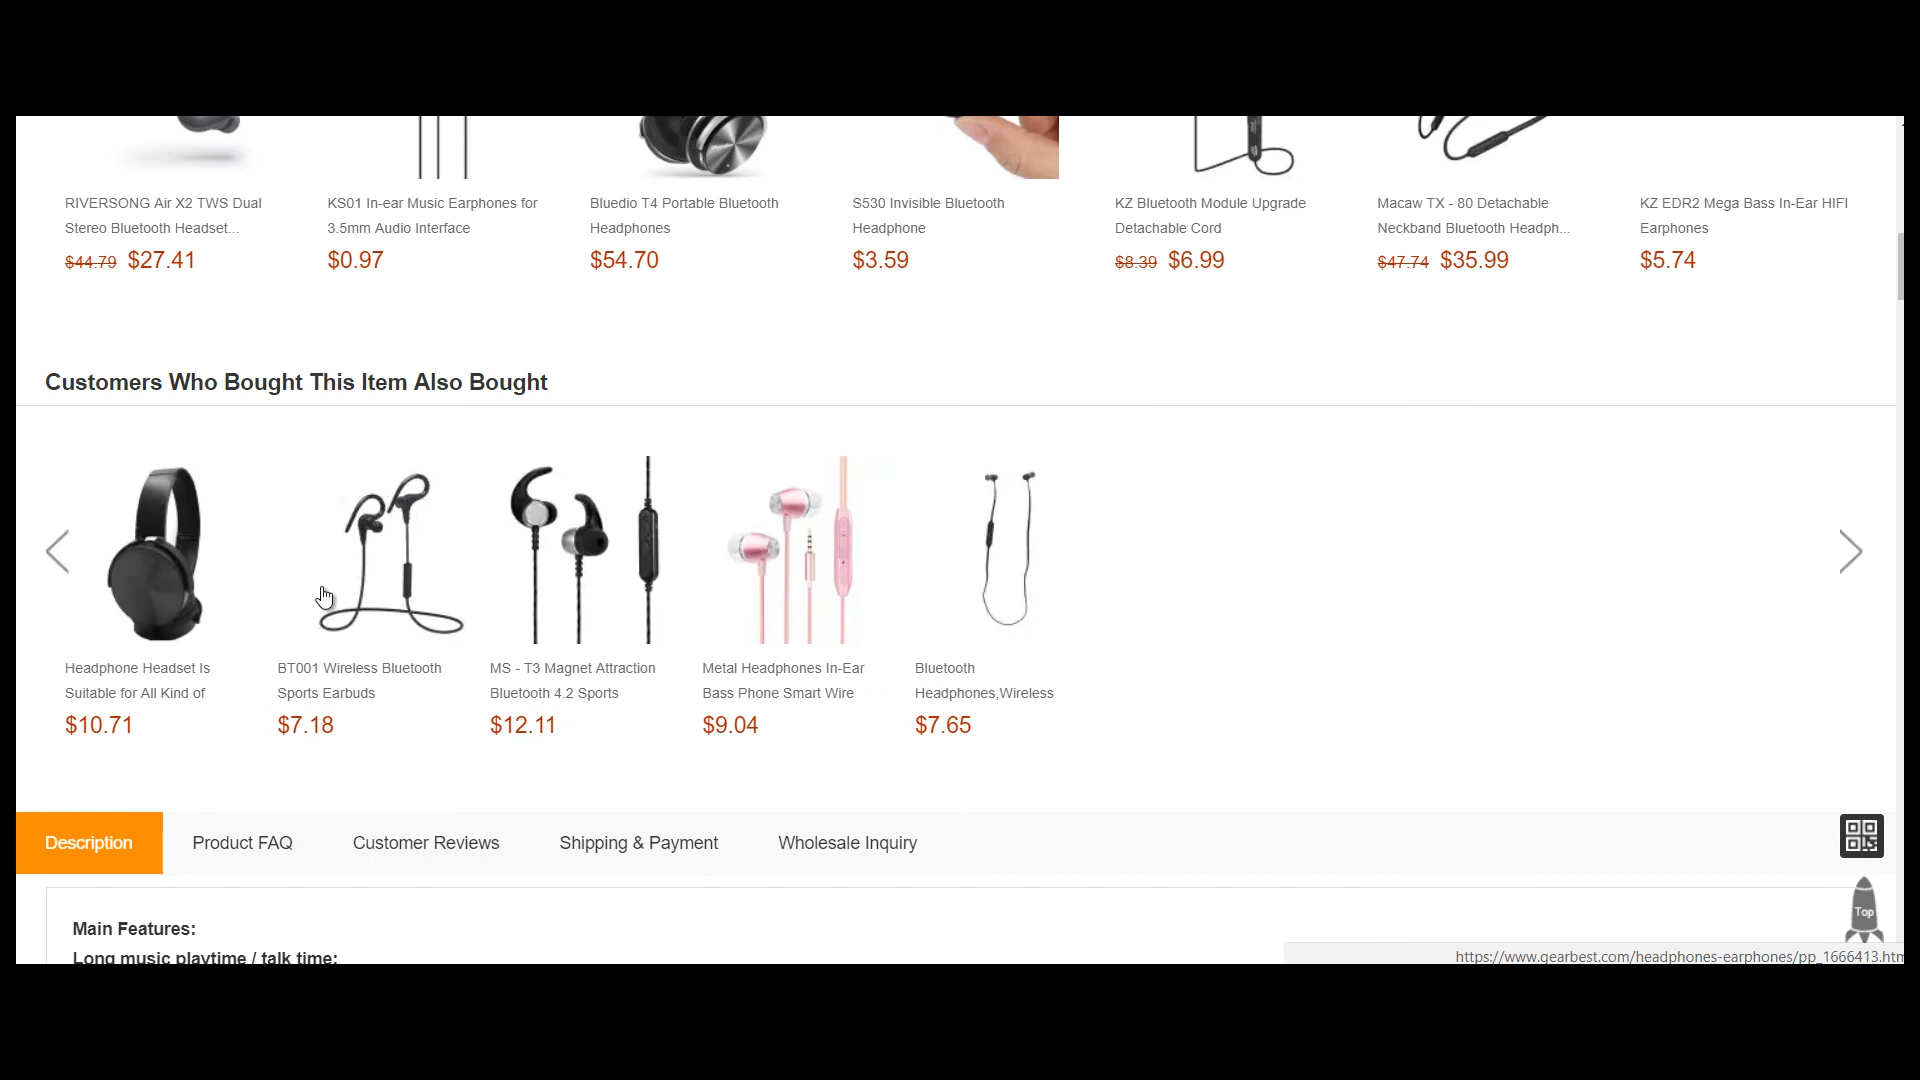 RIVERSONG Air X2 TWS Dual
Stereo Bluetooth Headset...
$44.79 $27.41
KS01 In-ear Music Earphones for
3.5mm Audio Interface
$0.97
Bluedio T4 Portable Bluetooth
Headphones
$54.70
S530 Invisible Bluetooth
Headphone
$3.59
KZ Bluetooth Module Upgrade
Detachable Cord
$8.39 $6.99
Macaw TX - 80 Detachable
Neckband Bluetooth Headph...
$47.74 $35.99
KZ EDR2 Mega Bass In-Ear HIFI
Earphones
$5.74
Customers Who Bought This Item Also Bought
Headphone Headset Is
Suitable for All Kind of
$10.71
BT001 Wireless Bluetooth
Sports Earbuds
$7.18
MS - T3 Magnet Attraction
Bluetooth 4.2 Sports
$12.11
Metal Headphones In-Ear
Bass Phone Smart Wire
$9.04
Bluetooth
Headphones,Wireless
$7.65
Description
Product FAQ
Customer Reviews
Shipping & Payment
Wholesale Inquiry
Top
Main Features:
Long music playtime / talk time:
https://www.gearbest.com/headphones-earphones/pp_1666413.htm